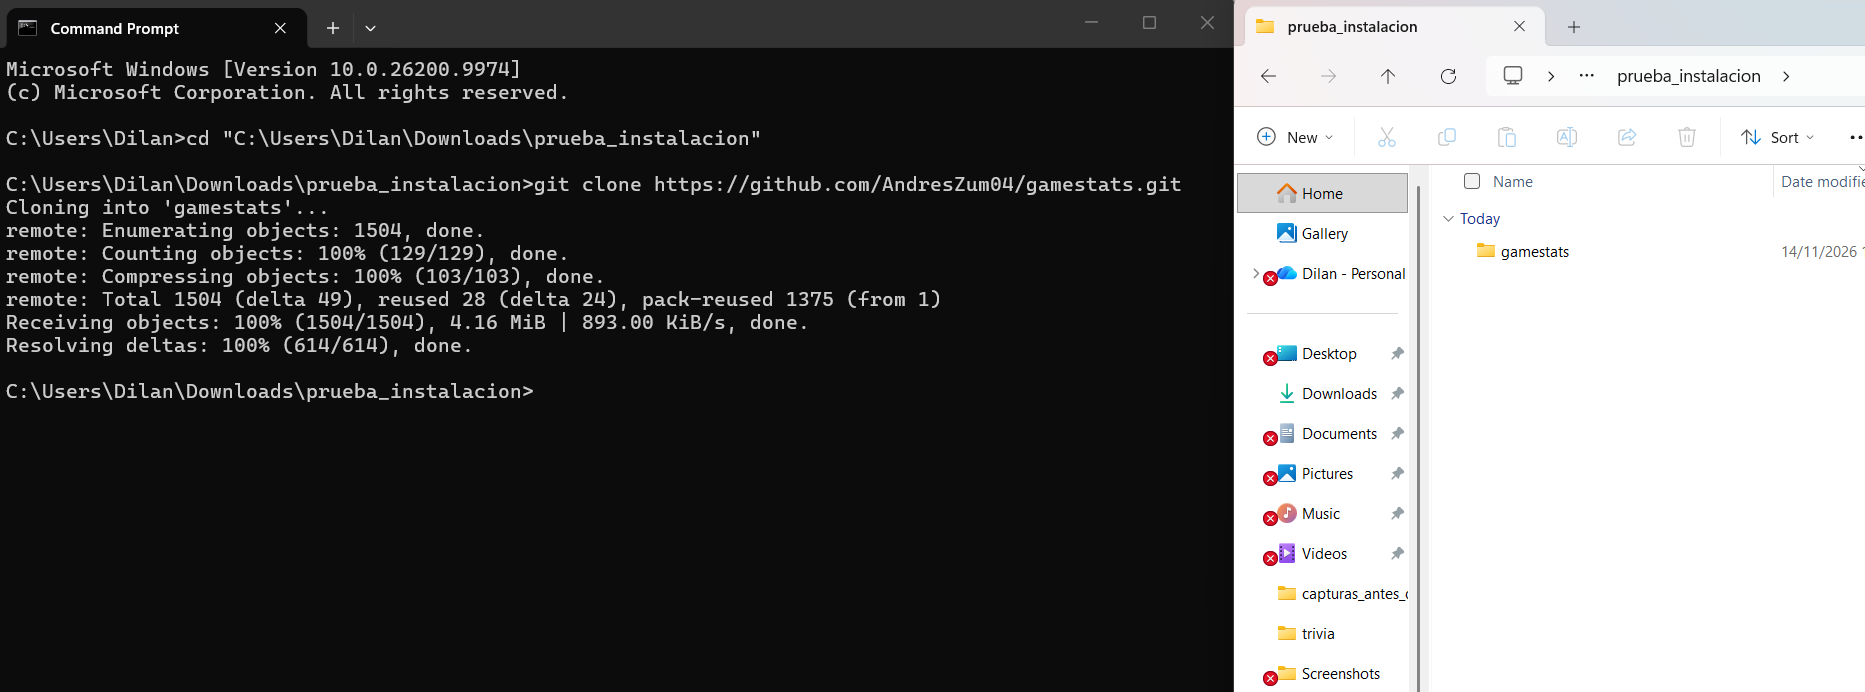 Command Prompt
Microsoft Windows [Version 10.0.26200.9974]
(c) Microsoft Corporation. All rights reserved.
C:\Users\Dilan>cd "C:\Users\Dilan\Downloads\prueba_instalacion"
C:\Users\Dilan\Downloads\prueba_instalacion>git clone https://github.com/AndresZum04/gamestats.git
Cloning into 'gamestats'...
remote: Enumerating objects: 1504, done.
remote: Counting objects: 100% (129/129), done.
remote: Compressing objects: 100% (103/103), done.
remote: Total 1504 (delta 49), reused 28 (delta 24), pack-reused 1375 (from 1)
Receiving objects: 100% (1504/1504), 4.16 MiB | 893.00 KiB/s, done.
Resolving deltas: 100% (614/614), done.
C:\Users\Dilan\Downloads\prueba_instalacion>
prueba_instalacion
prueba_instalacion
New
Sort
Name
Date modifie
Today
gamestats
14/11/2026
Home
Gallery
Dilan - Personal
Desktop
Downloads
Documents
Pictures
Music
Videos
capturas_antes_
trivia
Screenshots